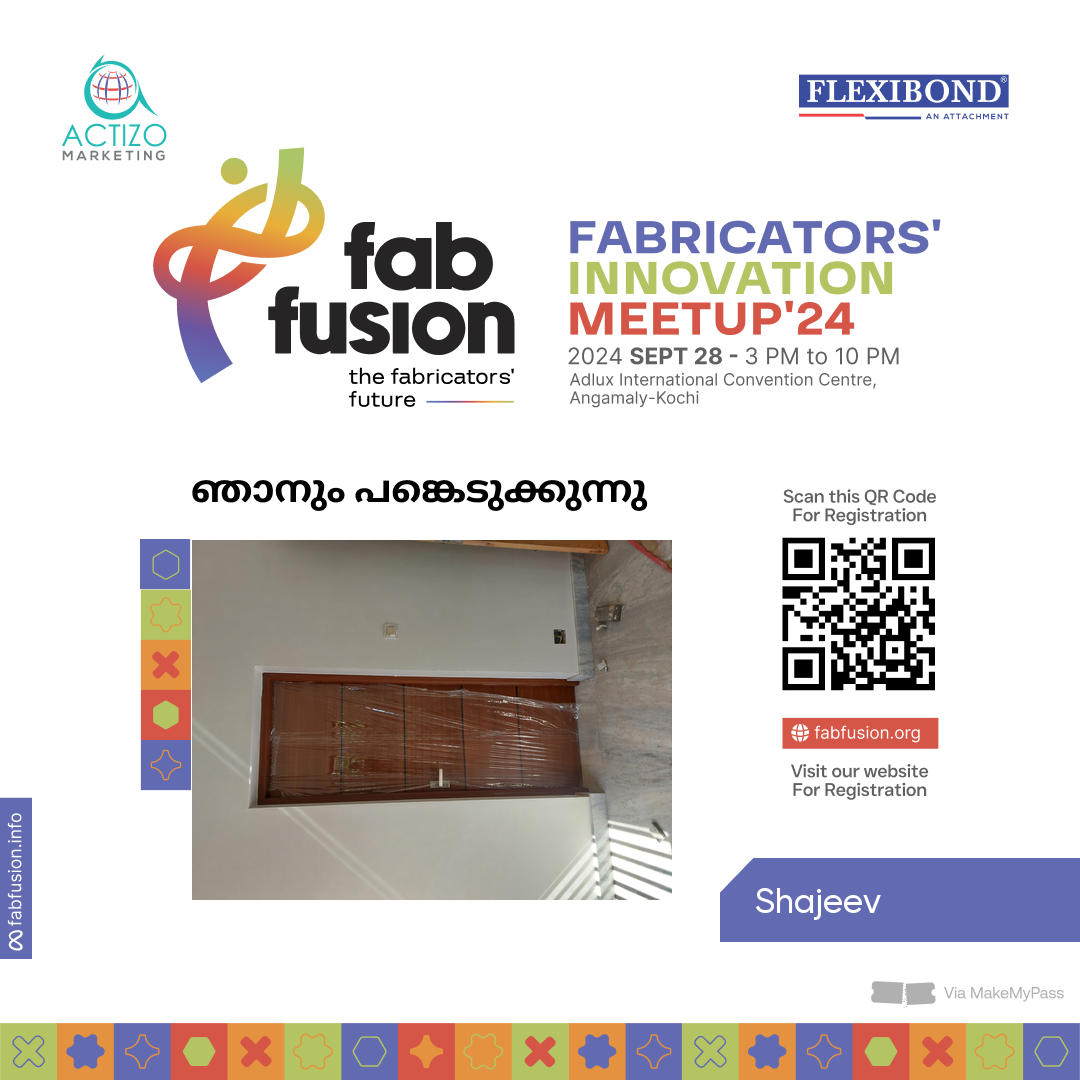 ACTIZO
MARKETING
FLEXIBOND®
AN ATTACHMENT
fab
fusion
the fabricators'
future
FABRICATORS'
INNOVATION
MEETUP'24
2024 SEPT 28 - 3 PM to 10 PM
Adlux International Convention Centre,
Angamaly-Kochi
ഞാനും പങ്കെടുക്കുന്നു
Scan this QR Code
For Registration
fabfusion.org
Visit our website
For Registration
fabfusion.info
Shajeev
Via MakeMyPass